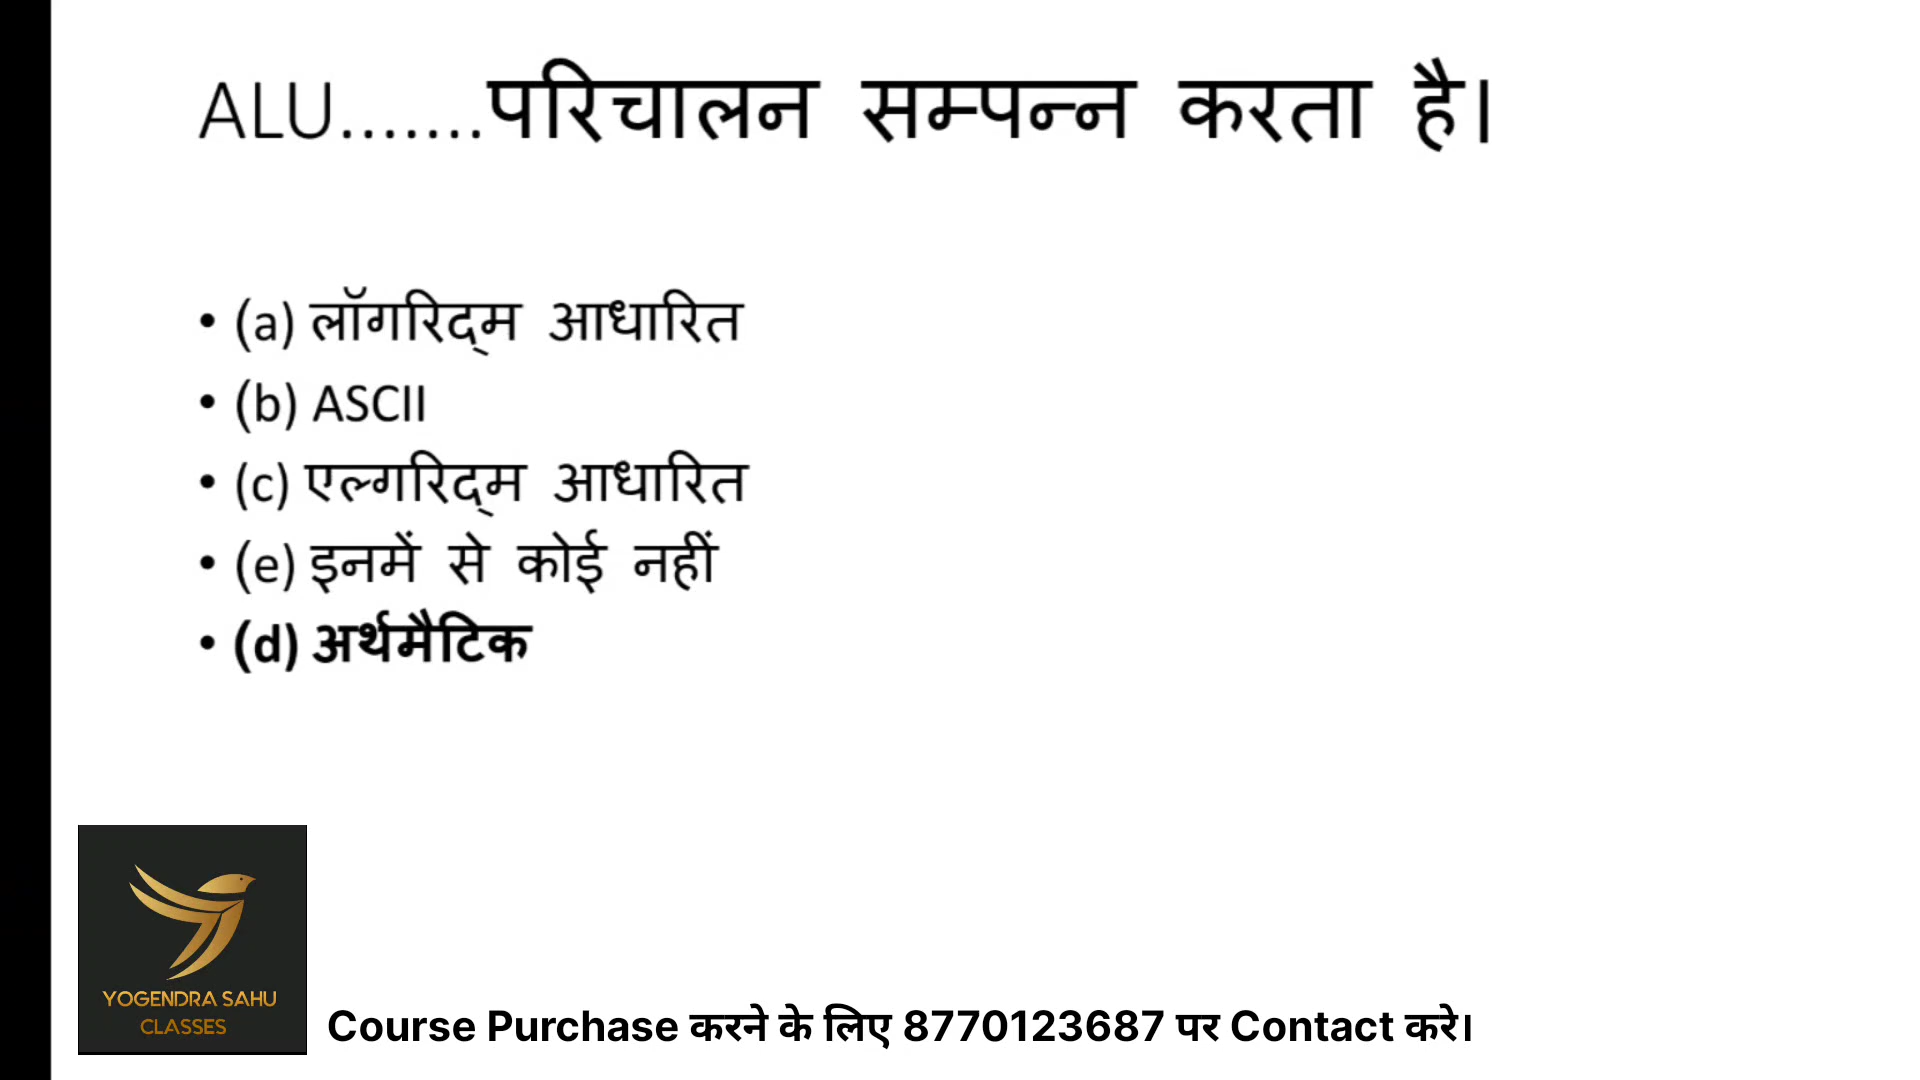 ALU.......परिचालन सम्पन्न करता है।
• (a) लॉगरिद्म आधारित
• (b) ASCII
• (c) एल्गरिद्म आधारित
• (e) इनमें से कोई नहीं
• (d) अर्थमैटिक
YOGENDRA SAHU
CLASSES
Course Purchase करने के लिए 8770123687 पर Contact करे।